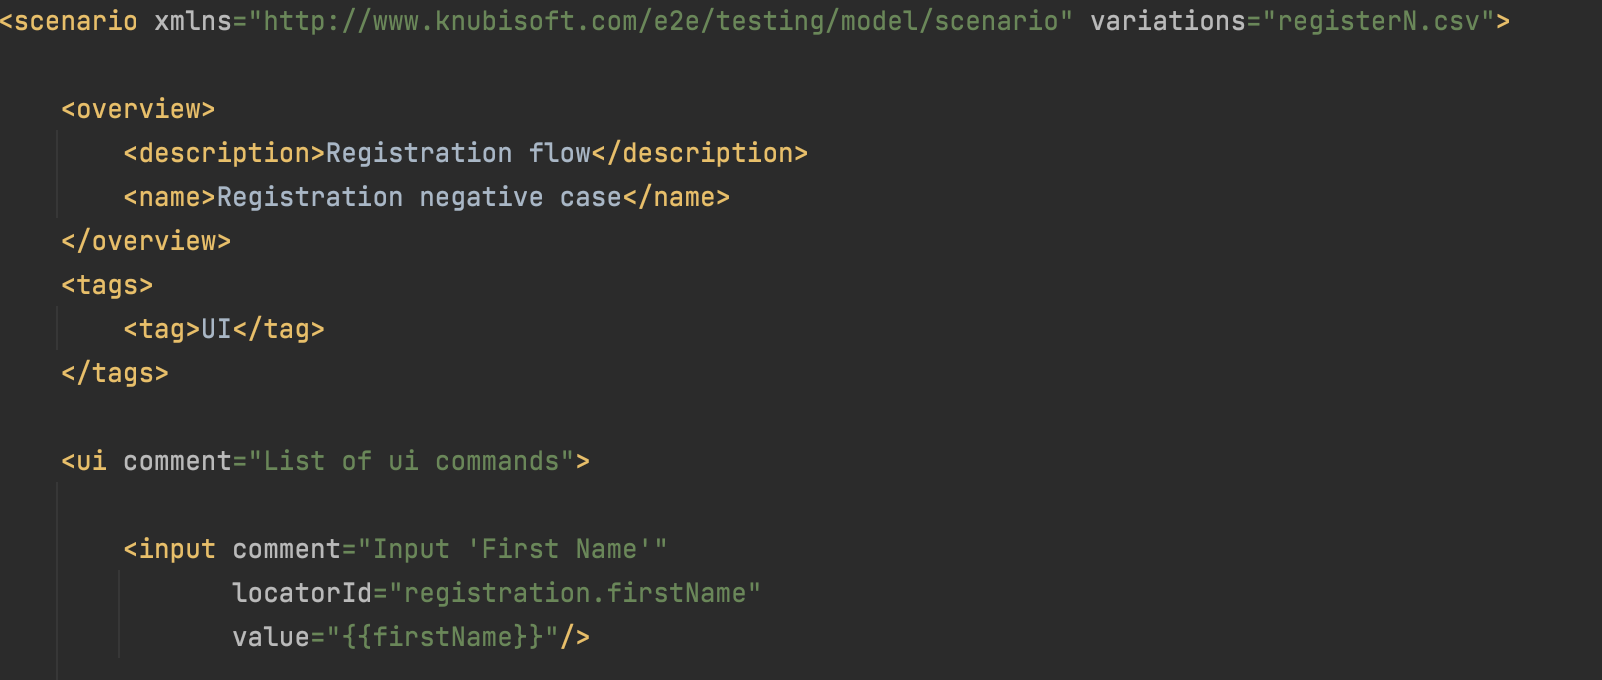 <scenario xmlns="http://www.knubisoft.com/e2e/testing/model/scenario" variations="registerN.csv">
<overview>
<description>Registration flow</description>
<name>Registration negative case</name>
</overview>
<tags>
<tag>UI</tag>
</tags>
<ui comment="List of ui commands">
<input comment="Input 'First Name'"
locatorId="registration.firstName"
value="{{firstName}}"/>